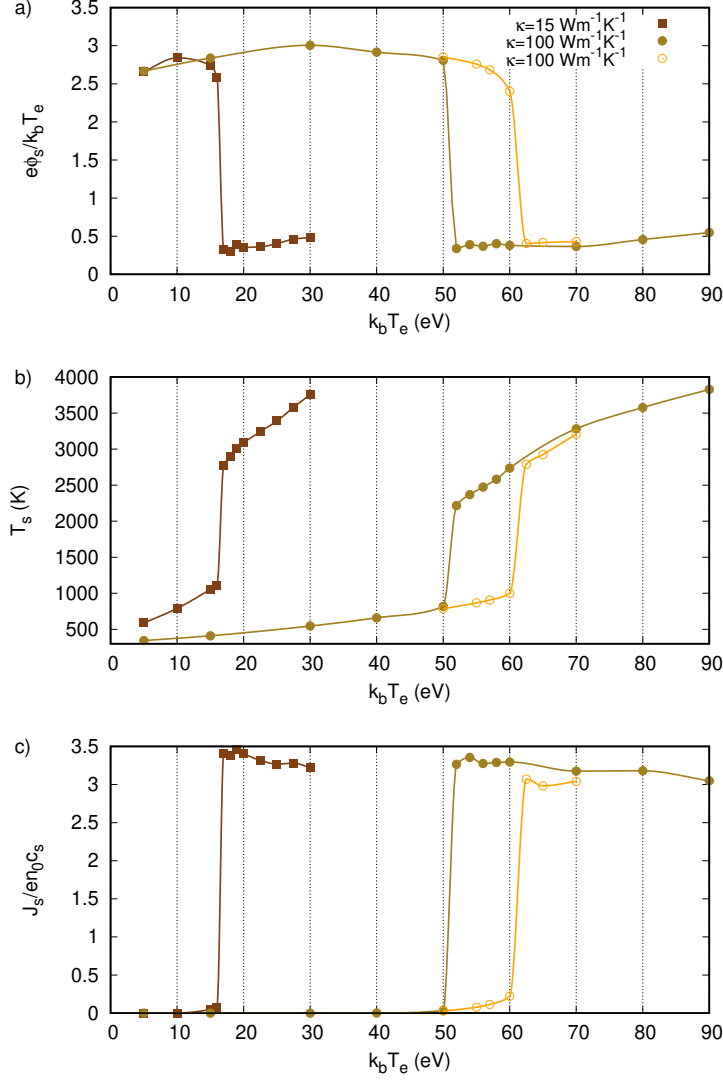 a)
κ=15 Wm⁻¹K⁻¹
κ=100 Wm⁻¹K⁻¹
κ=100 Wm⁻¹K⁻¹
3.5
3
2.5
2
1.5
1
0.5
0
eϕₛ/k_bTₑ
0 10 20 30 40 50 60 70 80 90
k_bTₑ (eV)
b)
4000
3500
3000
2500
2000
1500
1000
500
Tₛ (K)
0 10 20 30 40 50 60 70 80 90
k_bTₑ (eV)
c)
3.5
3
2.5
2
1.5
1
0.5
0
Jₛ/en₀cₛ
0 10 20 30 40 50 60 70 80 90
k_bTₑ (eV)